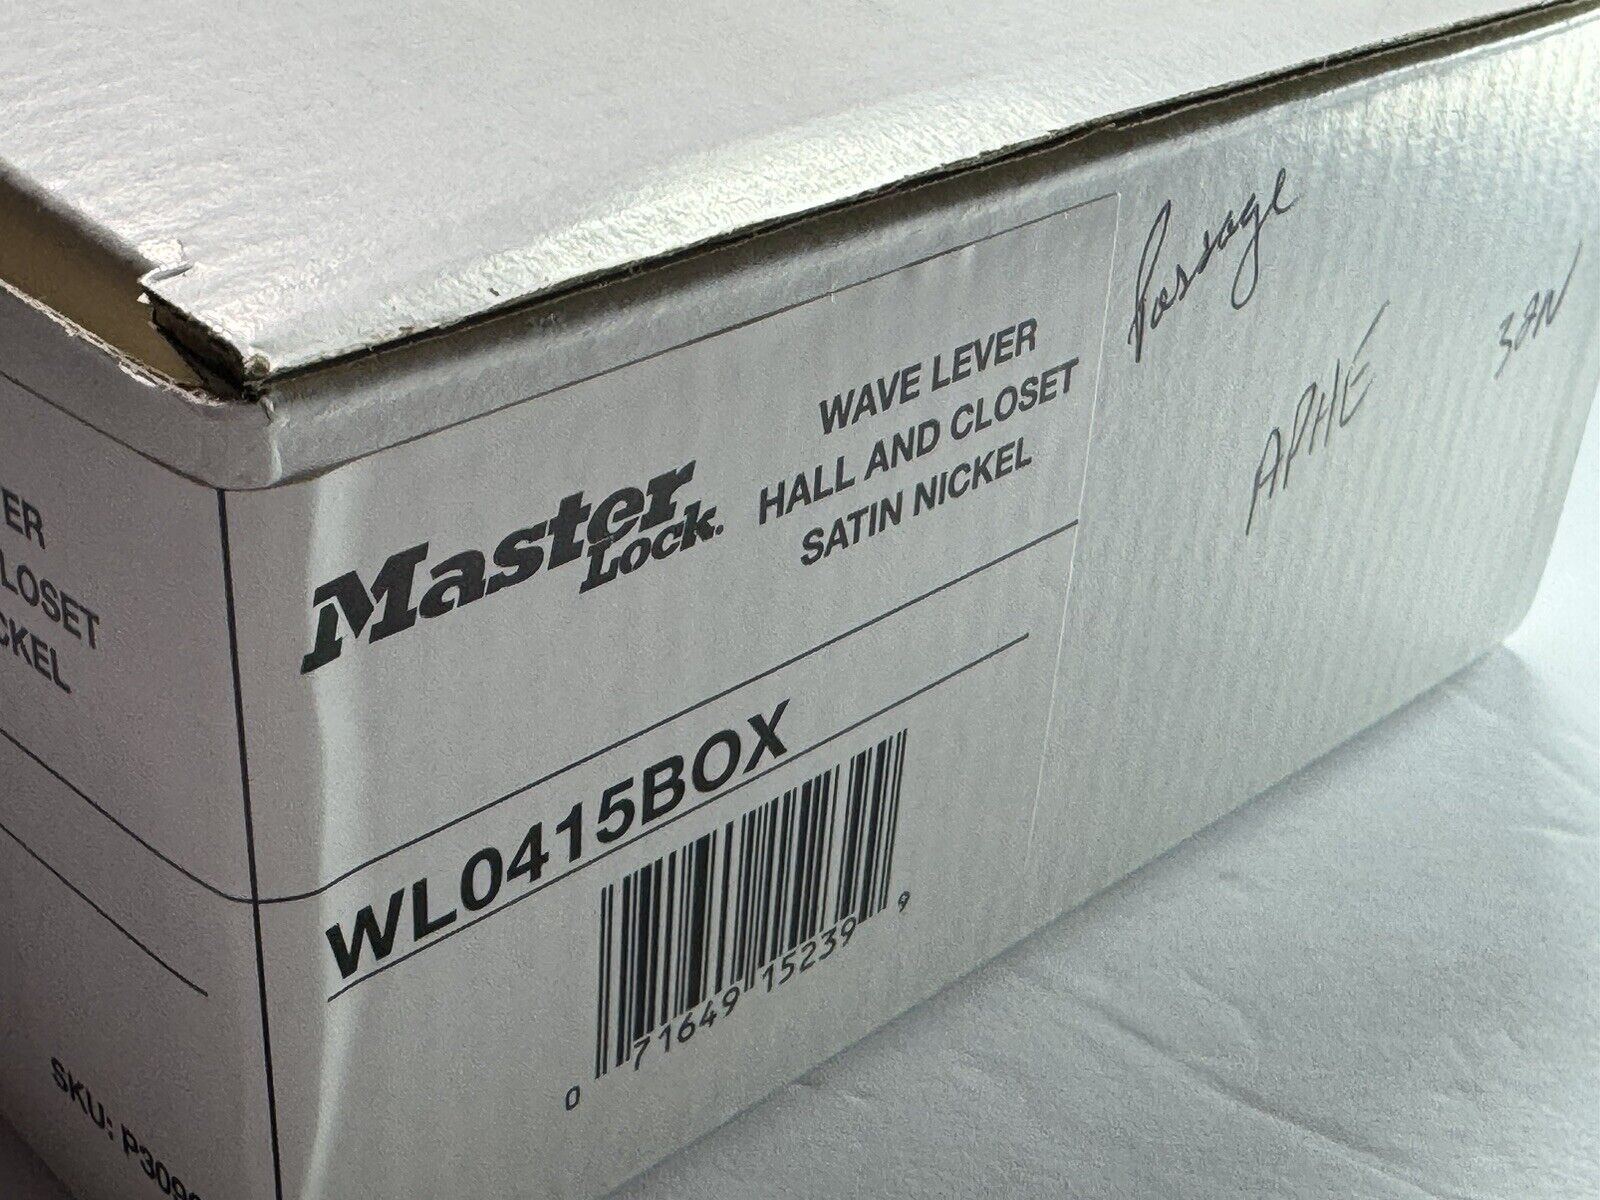 ER
LOSET
CKEL
SKU: P309
Master
Lock.
WAVE LEVER
HALL AND CLOSET
SATIN NICKEL
WL0415BOX
0 71649 15239 9
Passage
APHE